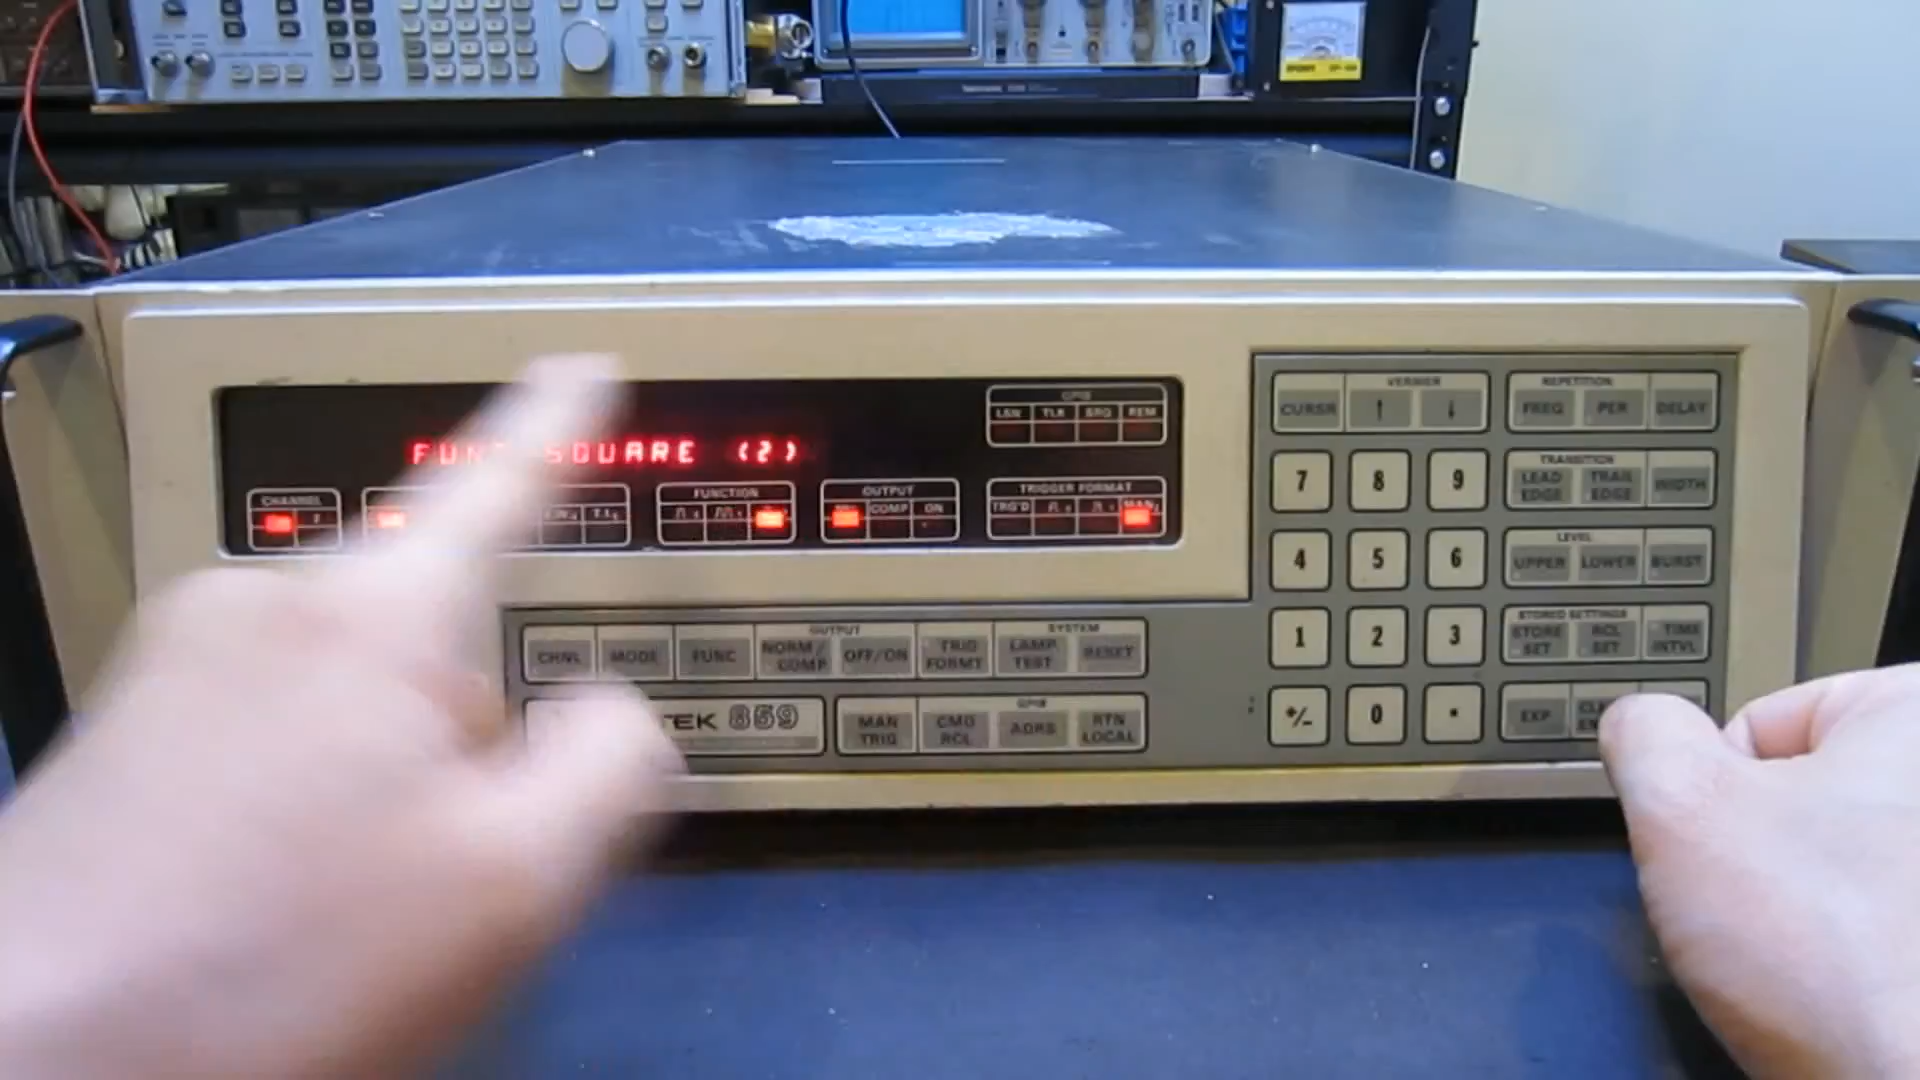 GPIB
LSN TLK SRQ REM
SQUARE (2)
CHANNEL
2
FUNCTION
OUTPUT
COMP ON
TRIGGER FORMAT
TRG'D
CURSR
VERNIER
↑ ↓
REPETITION
FREQ PER DELAY
7 8 9
TRANSITION
LEAD EDGE
TRAIL EDGE
WIDTH
4 5 6
LEVEL
UPPER LOWER BURST
1 2 3
STORED SETTINGS
STORE SET
RCL SET
TIME INTVL
+/- 0 .
EXP
CHNL MODE FUNC
OUTPUT
NORM/ COMP
OFF/ON
TRIG FORMT
SYSTEM
LAMP TEST
RESET
TEK 859
MAN TRIG
GPIB
CMD RCL
ADRS
RTN LOCAL